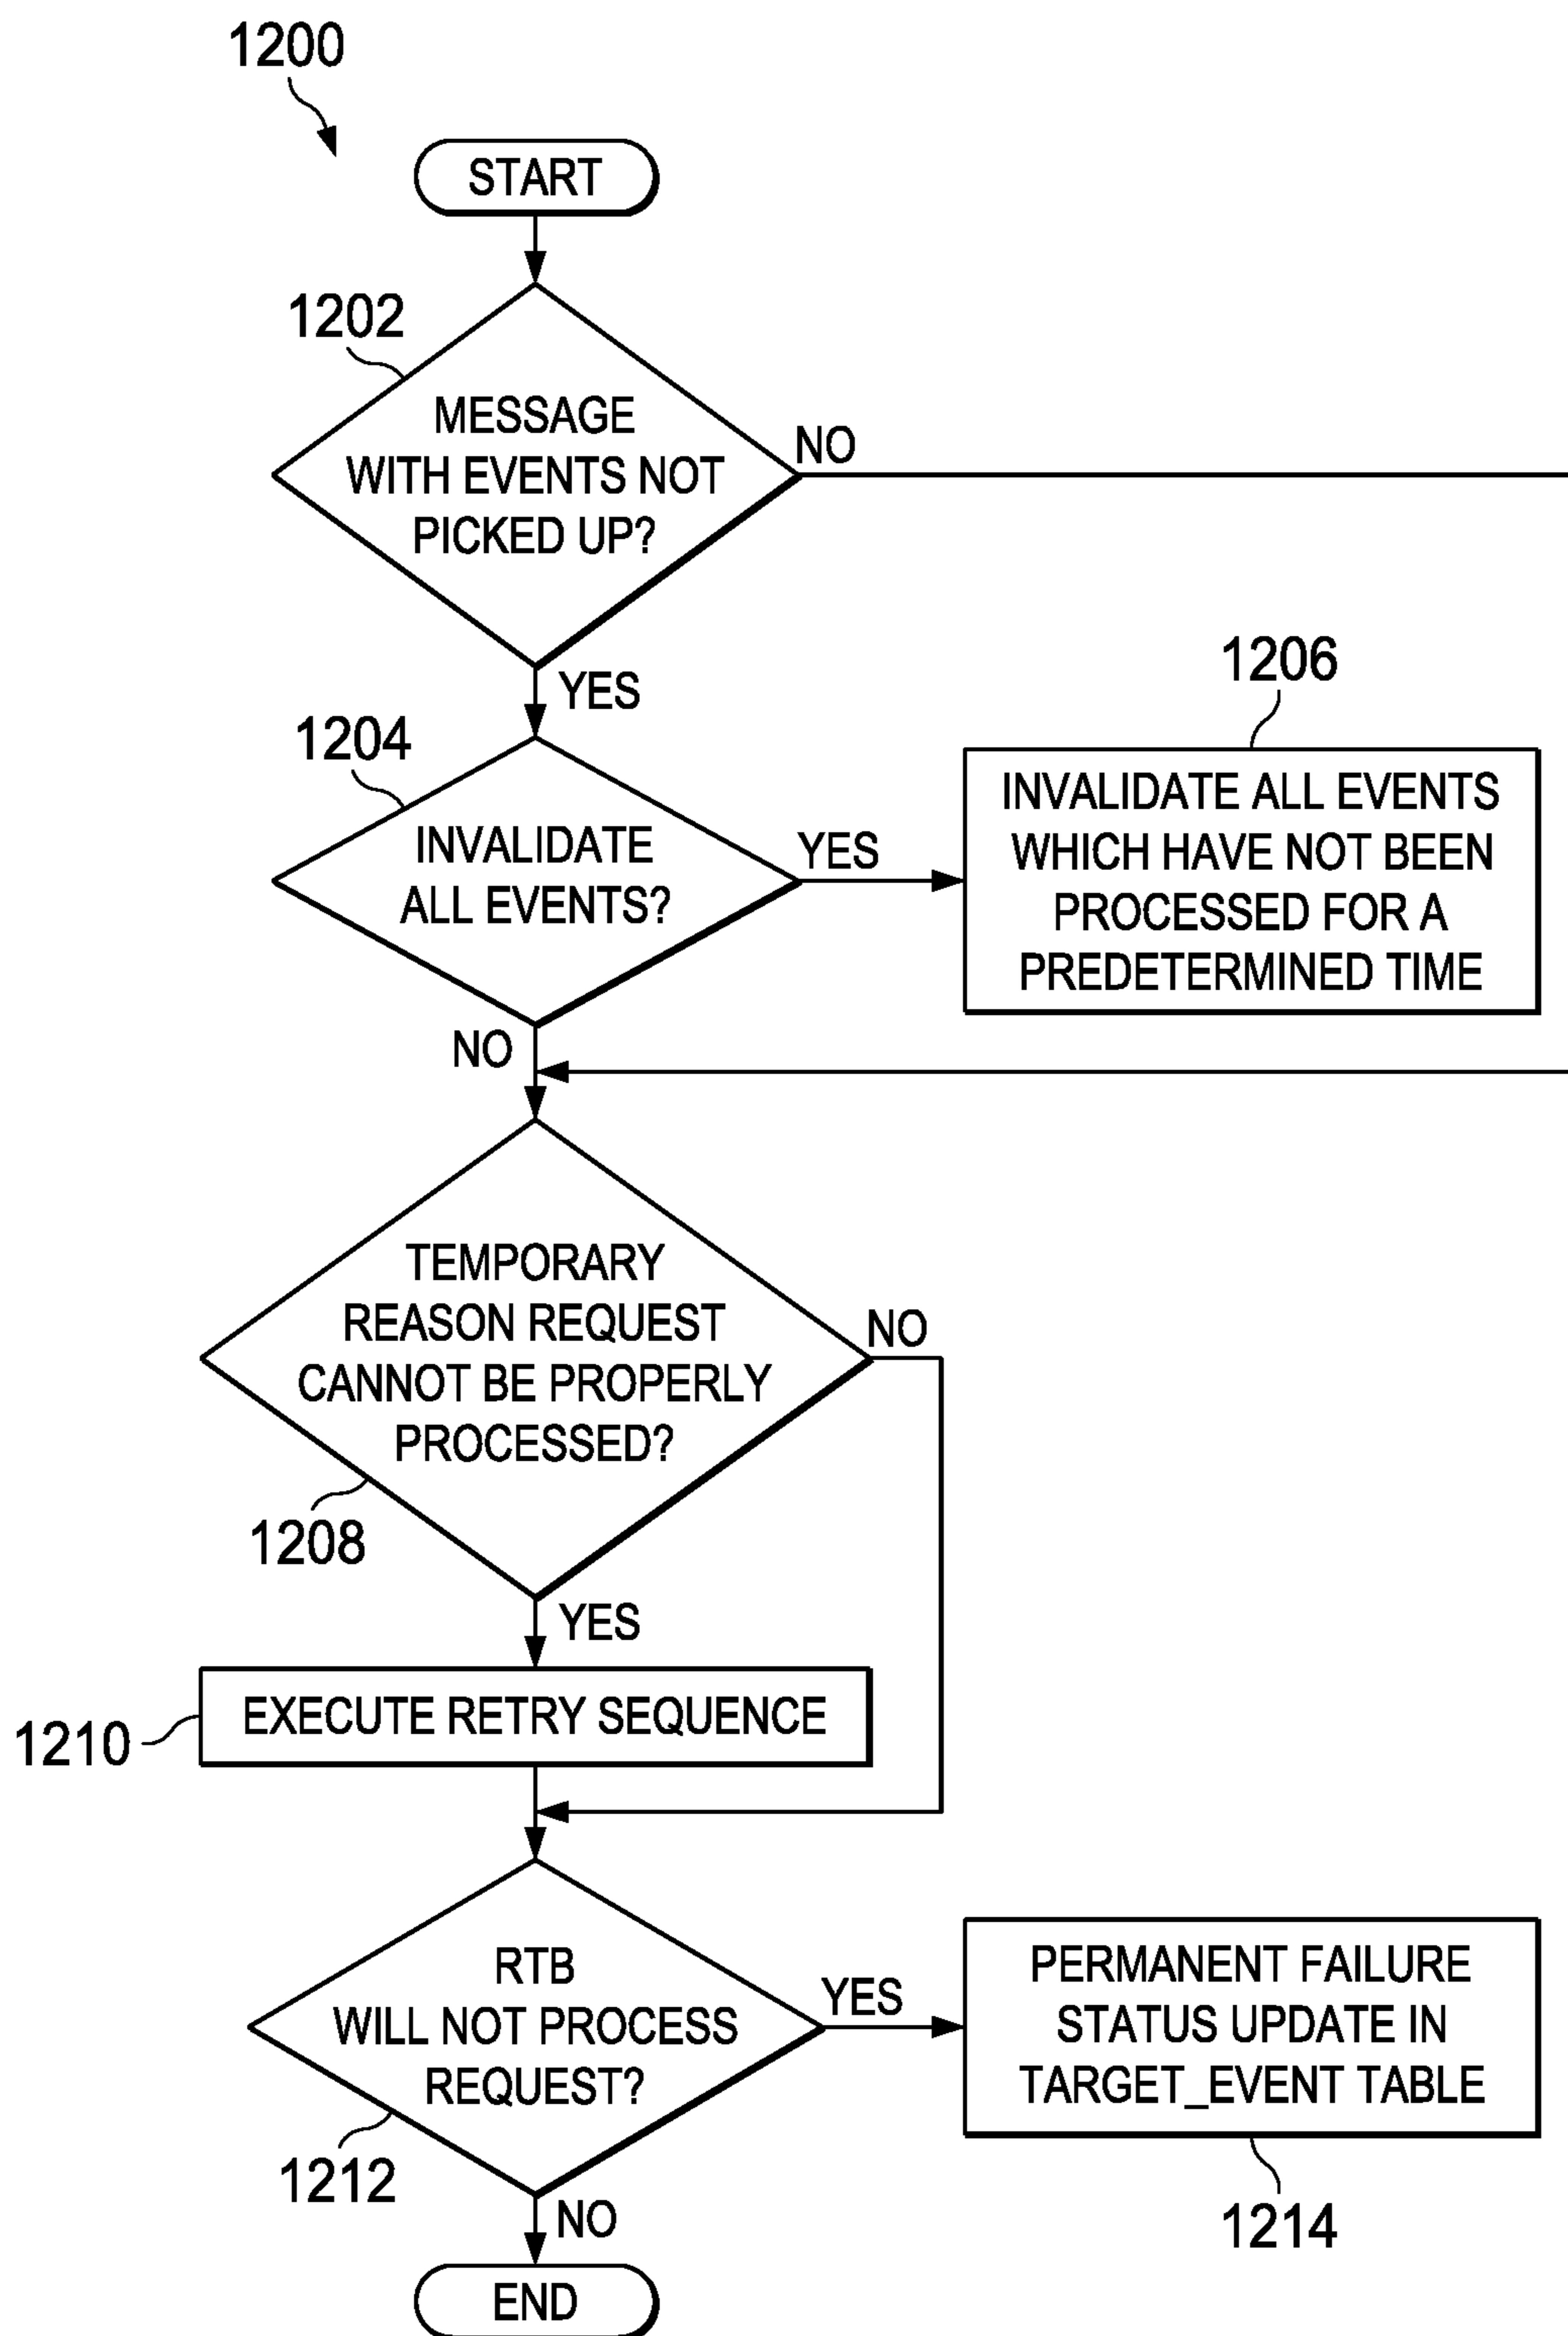 1200
START
1202
MESSAGE
WITH EVENTS NOT
PICKED UP?
NO
YES
1204
INVALIDATE
ALL EVENTS?
YES
1206
INVALIDATE ALL EVENTS
WHICH HAVE NOT BEEN
PROCESSED FOR A
PREDETERMINED TIME
NO
TEMPORARY
REASON REQUEST
CANNOT BE PROPERLY
PROCESSED?
NO
1208
YES
EXECUTE RETRY SEQUENCE
1210
RTB
WILL NOT PROCESS
REQUEST?
YES
1212
PERMANENT FAILURE
STATUS UPDATE IN
TARGET_EVENT TABLE
1214
NO
END